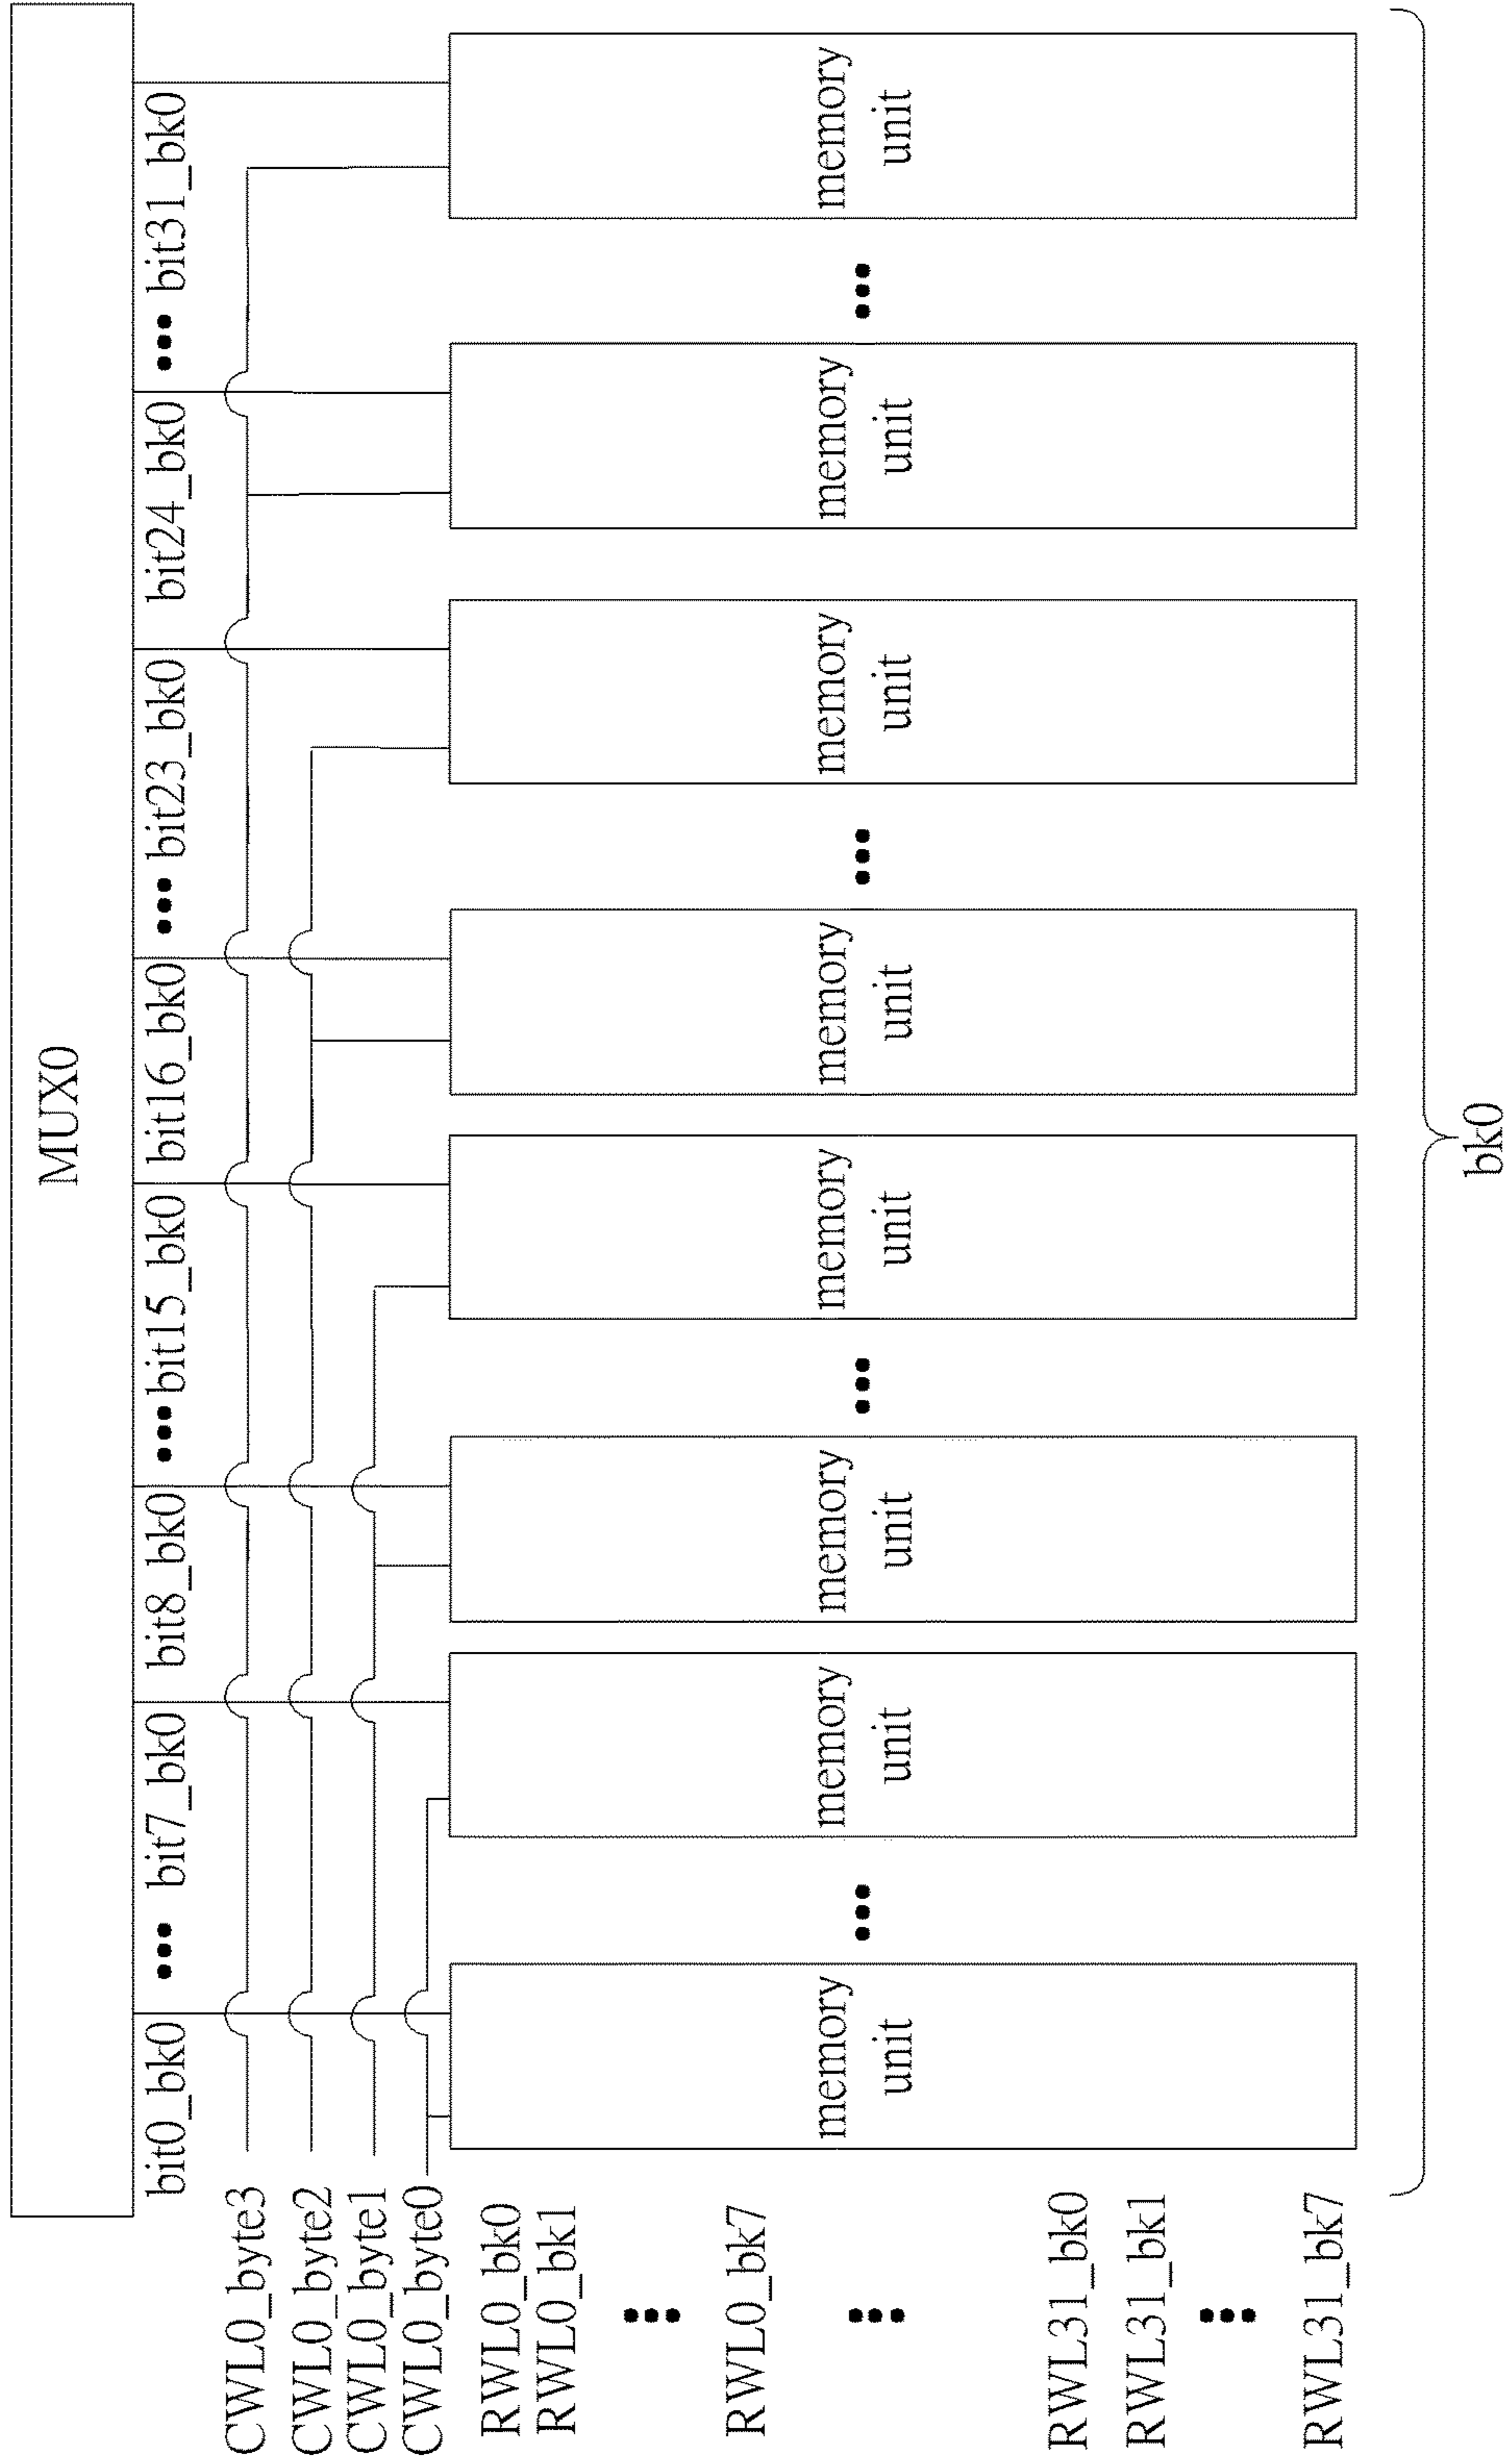 MUX0
bit0_bk0 ••• bit7_bk0 bit8_bk0 ••• bit15_bk0 bit16_bk0 ••• bit23_bk0 bit24_bk0 ••• bit31_bk0
CWL0_byte3
CWL0_byte2
CWL0_byte1
CWL0_byte0
RWL0_bk0
RWL0_bk1
•••
RWL0_bk7
•••
RWL31_bk0
RWL31_bk1
•••
RWL31_bk7
memory
unit
•••
memory
unit
memory
unit
•••
memory
unit
memory
unit
•••
memory
unit
memory
unit
•••
memory
unit
bk0